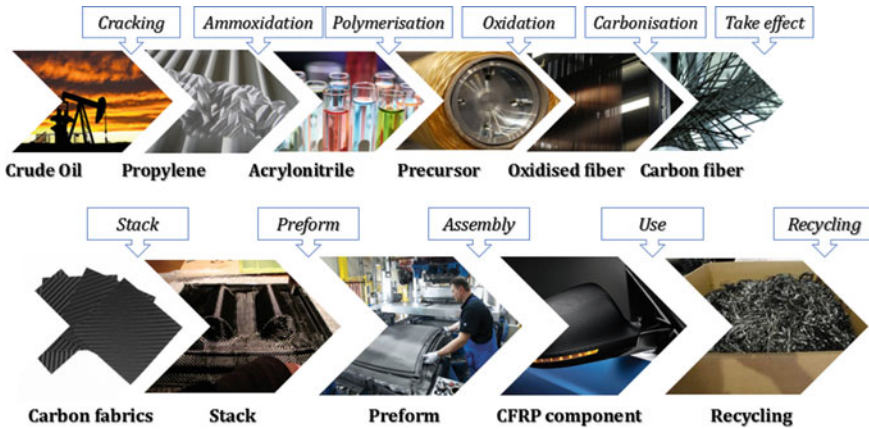 Cracking Ammoxidation Polymerisation Oxidation Carbonisation Take effect
Crude Oil Propylene Acrylonitrile Precursor Oxidised fiber Carbon fiber
Stack Preform Assembly Use Recycling
Carbon fabrics Stack Preform CFRP component Recycling